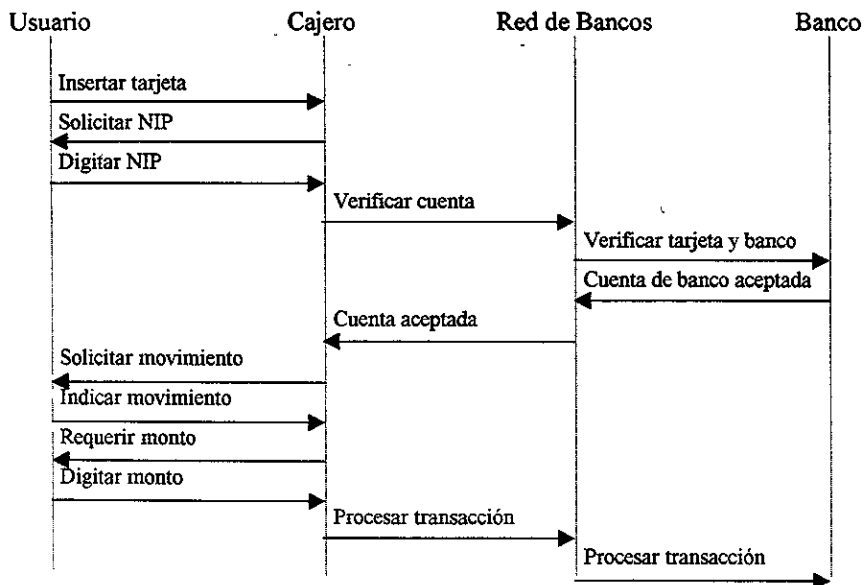 Usuario Cajero Red de Bancos Banco
Insertar tarjeta
Solicitar NIP
Digitar NIP
Verificar cuenta
Verificar tarjeta y banco
Cuenta de banco aceptada
Cuenta aceptada
Solicitar movimiento
Indicar movimiento
Requerir monto
Digitar monto
Procesar transacción
Procesar transacción